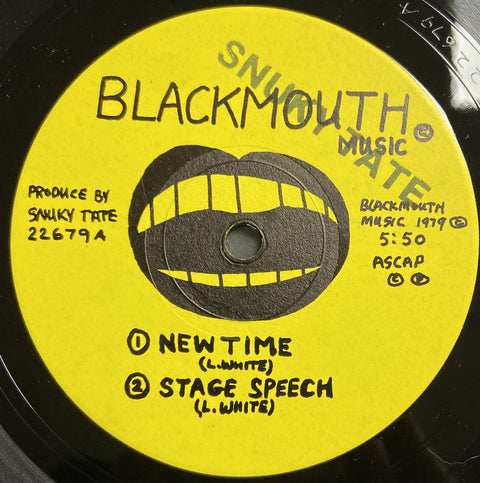 22679 A
SNUKY TATE
BLACKMOUTH ©
MUSIC
PRODUCE BY
SNUKY TATE
22679A
BLACKMOUTH
MUSIC 1979 ©
5:50
ASCAP
① NEW TIME
(L.WHITE)
② STAGE SPEECH
(L. WHITE)